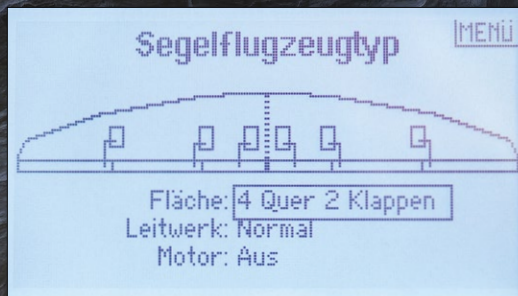 Segelflugzeugtyp
MENÜ
Fläche: 4 Quer 2 Klappen
Leitwerk: Normal
Motor: Aus